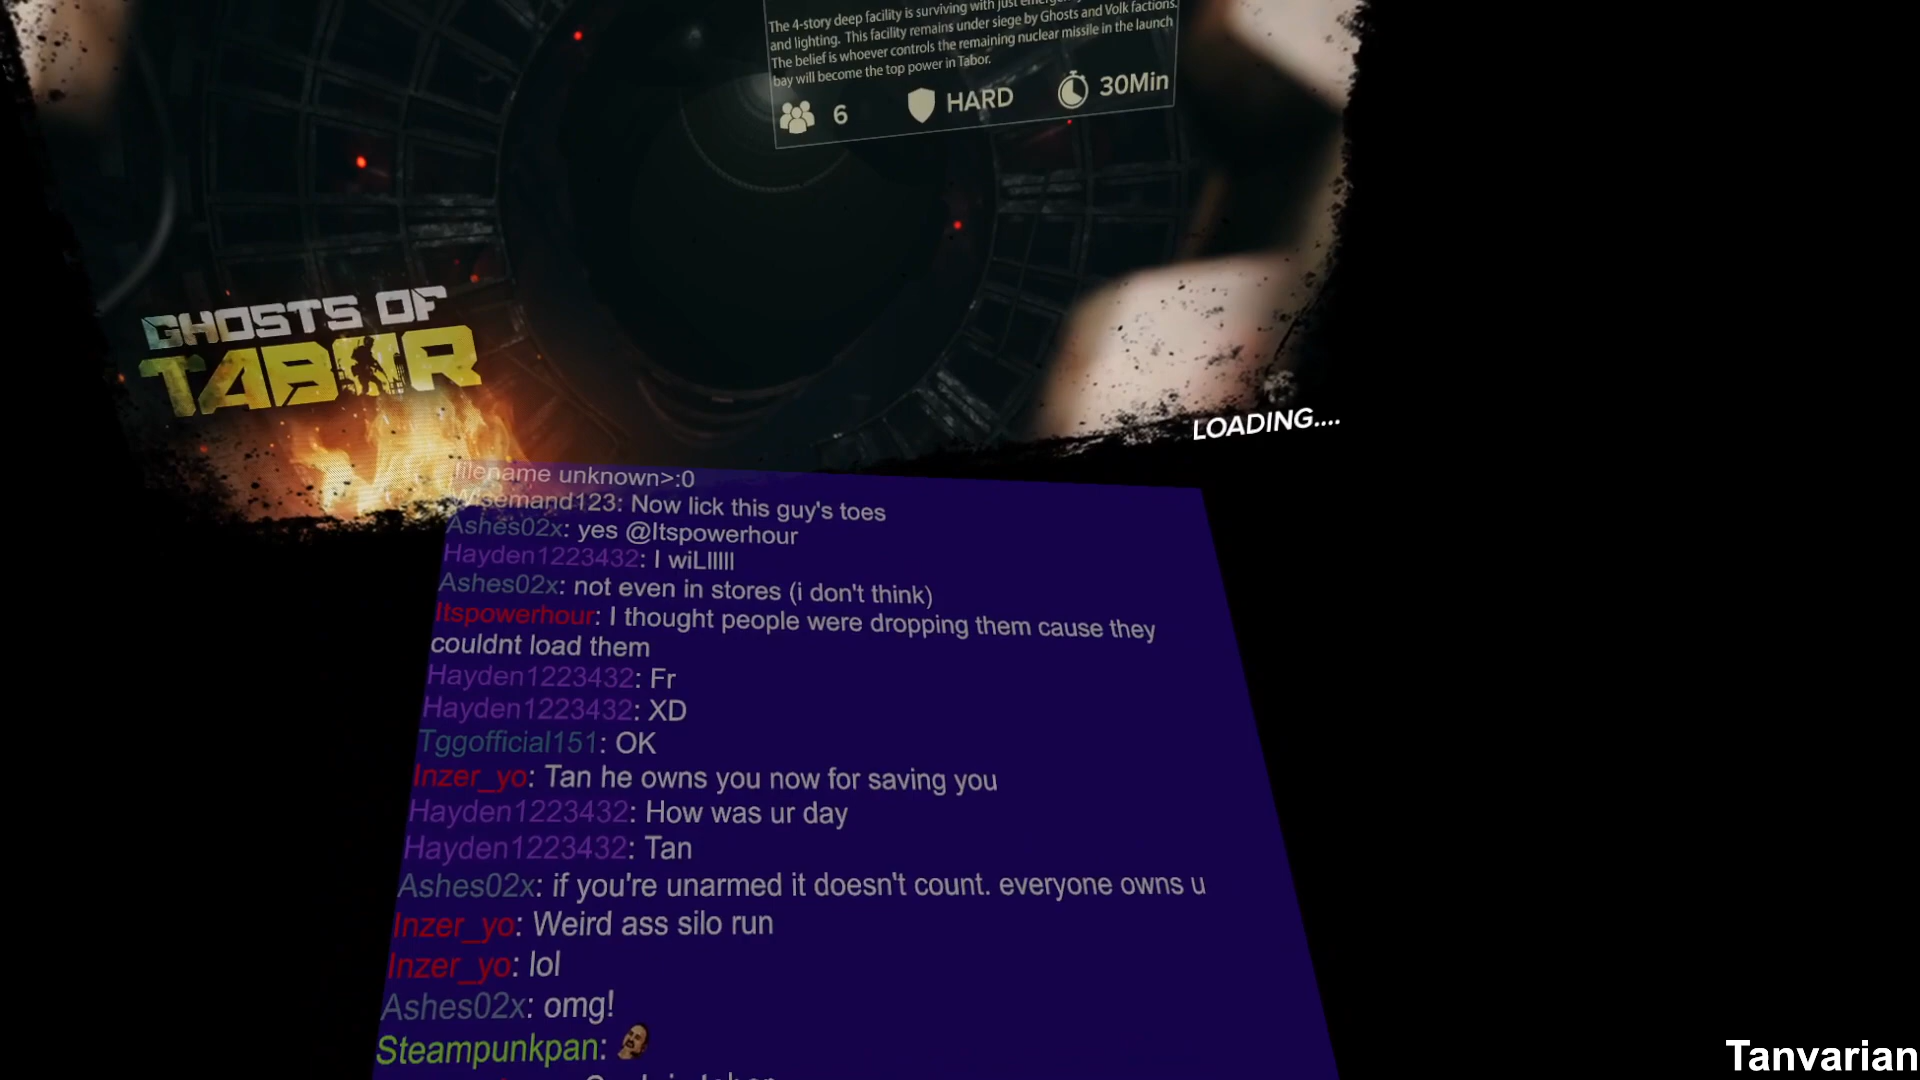 The 4-story deep facility is surviving with just
and lighting. This facility remains under siege by Ghosts and Volk factions.
The belief is whoever controls the remaining nuclear missile in the launch
bay will become the top power in Tabor.
6 HARD 30Min
GHOSTS OF
TABOR
LOADING....
filename unknown>:0
Wisemand123: Now lick this guy's toes
Ashes02x: yes @Itspowerhour
Hayden1223432: I wiLlllll
Ashes02x: not even in stores (i don't think)
Itspowerhour: I thought people were dropping them cause they
couldnt load them
Hayden1223432: Fr
Hayden1223432: XD
Tggofficial151: OK
Inzer_yo: Tan he owns you now for saving you
Hayden1223432: How was ur day
Hayden1223432: Tan
Ashes02x: if you're unarmed it doesn't count. everyone owns u
Inzer_yo: Weird ass silo run
Inzer_yo: lol
Ashes02x: omg!
Steampunkpan:
Tanvarian